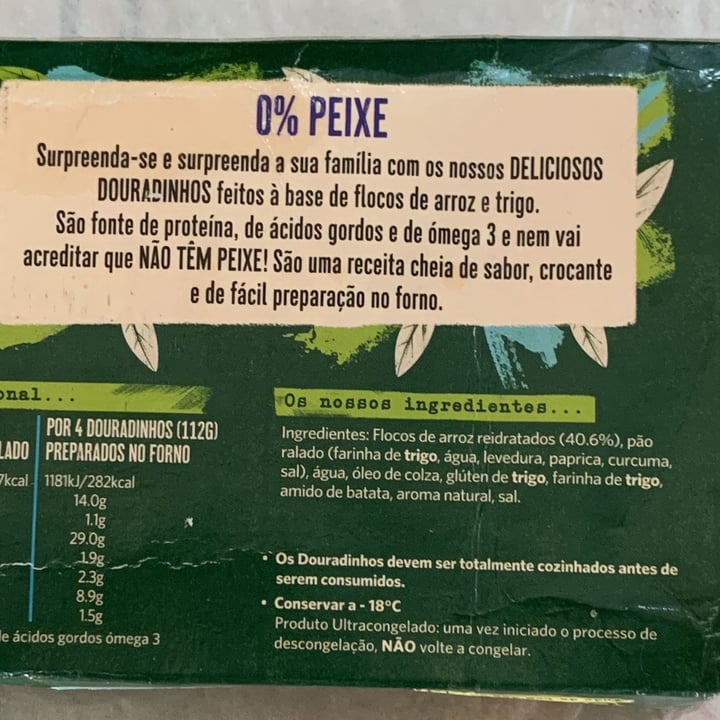 0% PEIXE
Surpreenda-se e surpreenda a sua família com os nossos DELICIOSOS
DOURADINHOS feitos à base de flocos de arroz e trigo.
São fonte de proteína, de ácidos gordos e de ómega 3 e nem vai
acreditar que NÃO TÊM PEIXE! São uma receita cheia de sabor, crocante
e de fácil preparação no forno.
onal...
LADO
7kcal
POR 4 DOURADINHOS (112G)
PREPARADOS NO FORNO
1181kJ/282kcal
14.0g
1.1g
29.0g
1.9g
2.3g
8.9g
1.5g
de ácidos gordos ómega 3
Os nossos ingredientes...
Ingredientes: Flocos de arroz reidratados (40.6%), pão
ralado (farinha de trigo, água, levedura, paprica, curcuma,
sal), água, óleo de colza, glúten de trigo, farinha de trigo,
amido de batata, aroma natural, sal.
• Os Douradinhos devem ser totalmente cozinhados antes de
serem consumidos.
• Conservar a - 18°C
Produto Ultracongelado: uma vez iniciado o processo de
descongelação, NÃO volte a congelar.